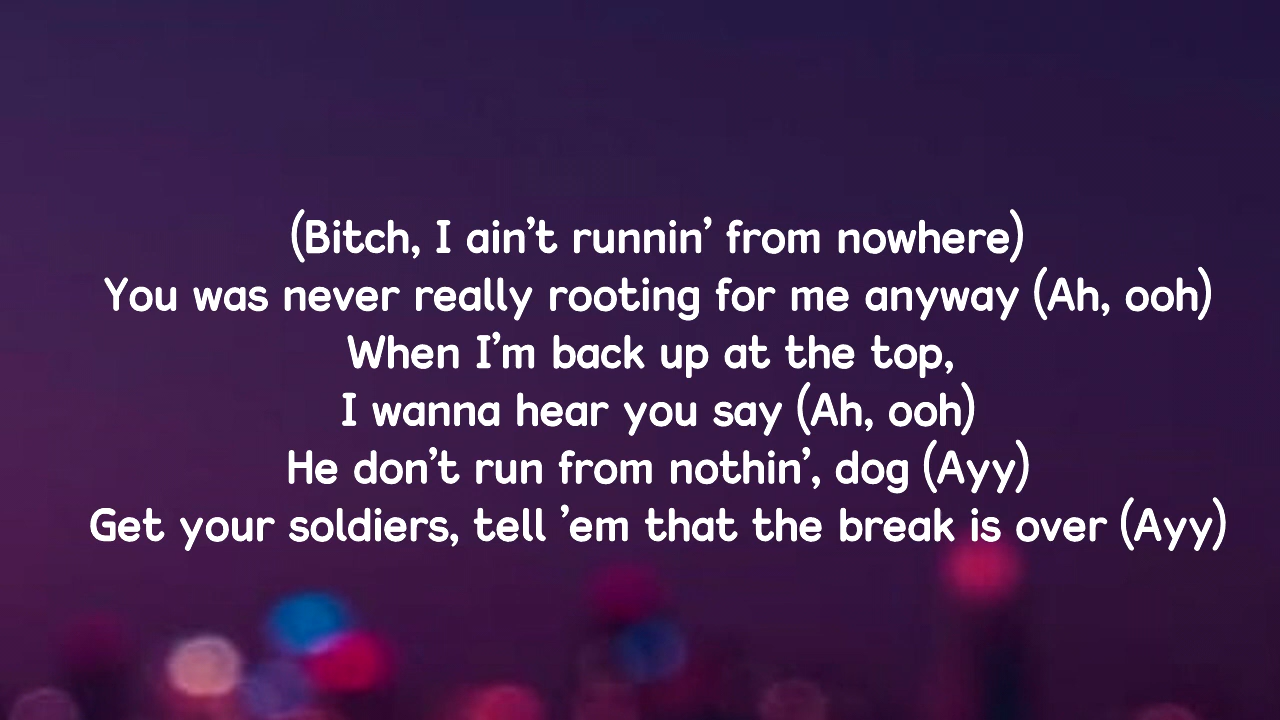 (Bitch, I ain't runnin' from nowhere)
You was never really rooting for me anyway (Ah, ooh)
When I'm back up at the top,
I wanna hear you say (Ah, ooh)
He don't run from nothin', dog (Ayy)
Get your soldiers, tell 'em that the break is over (Ayy)